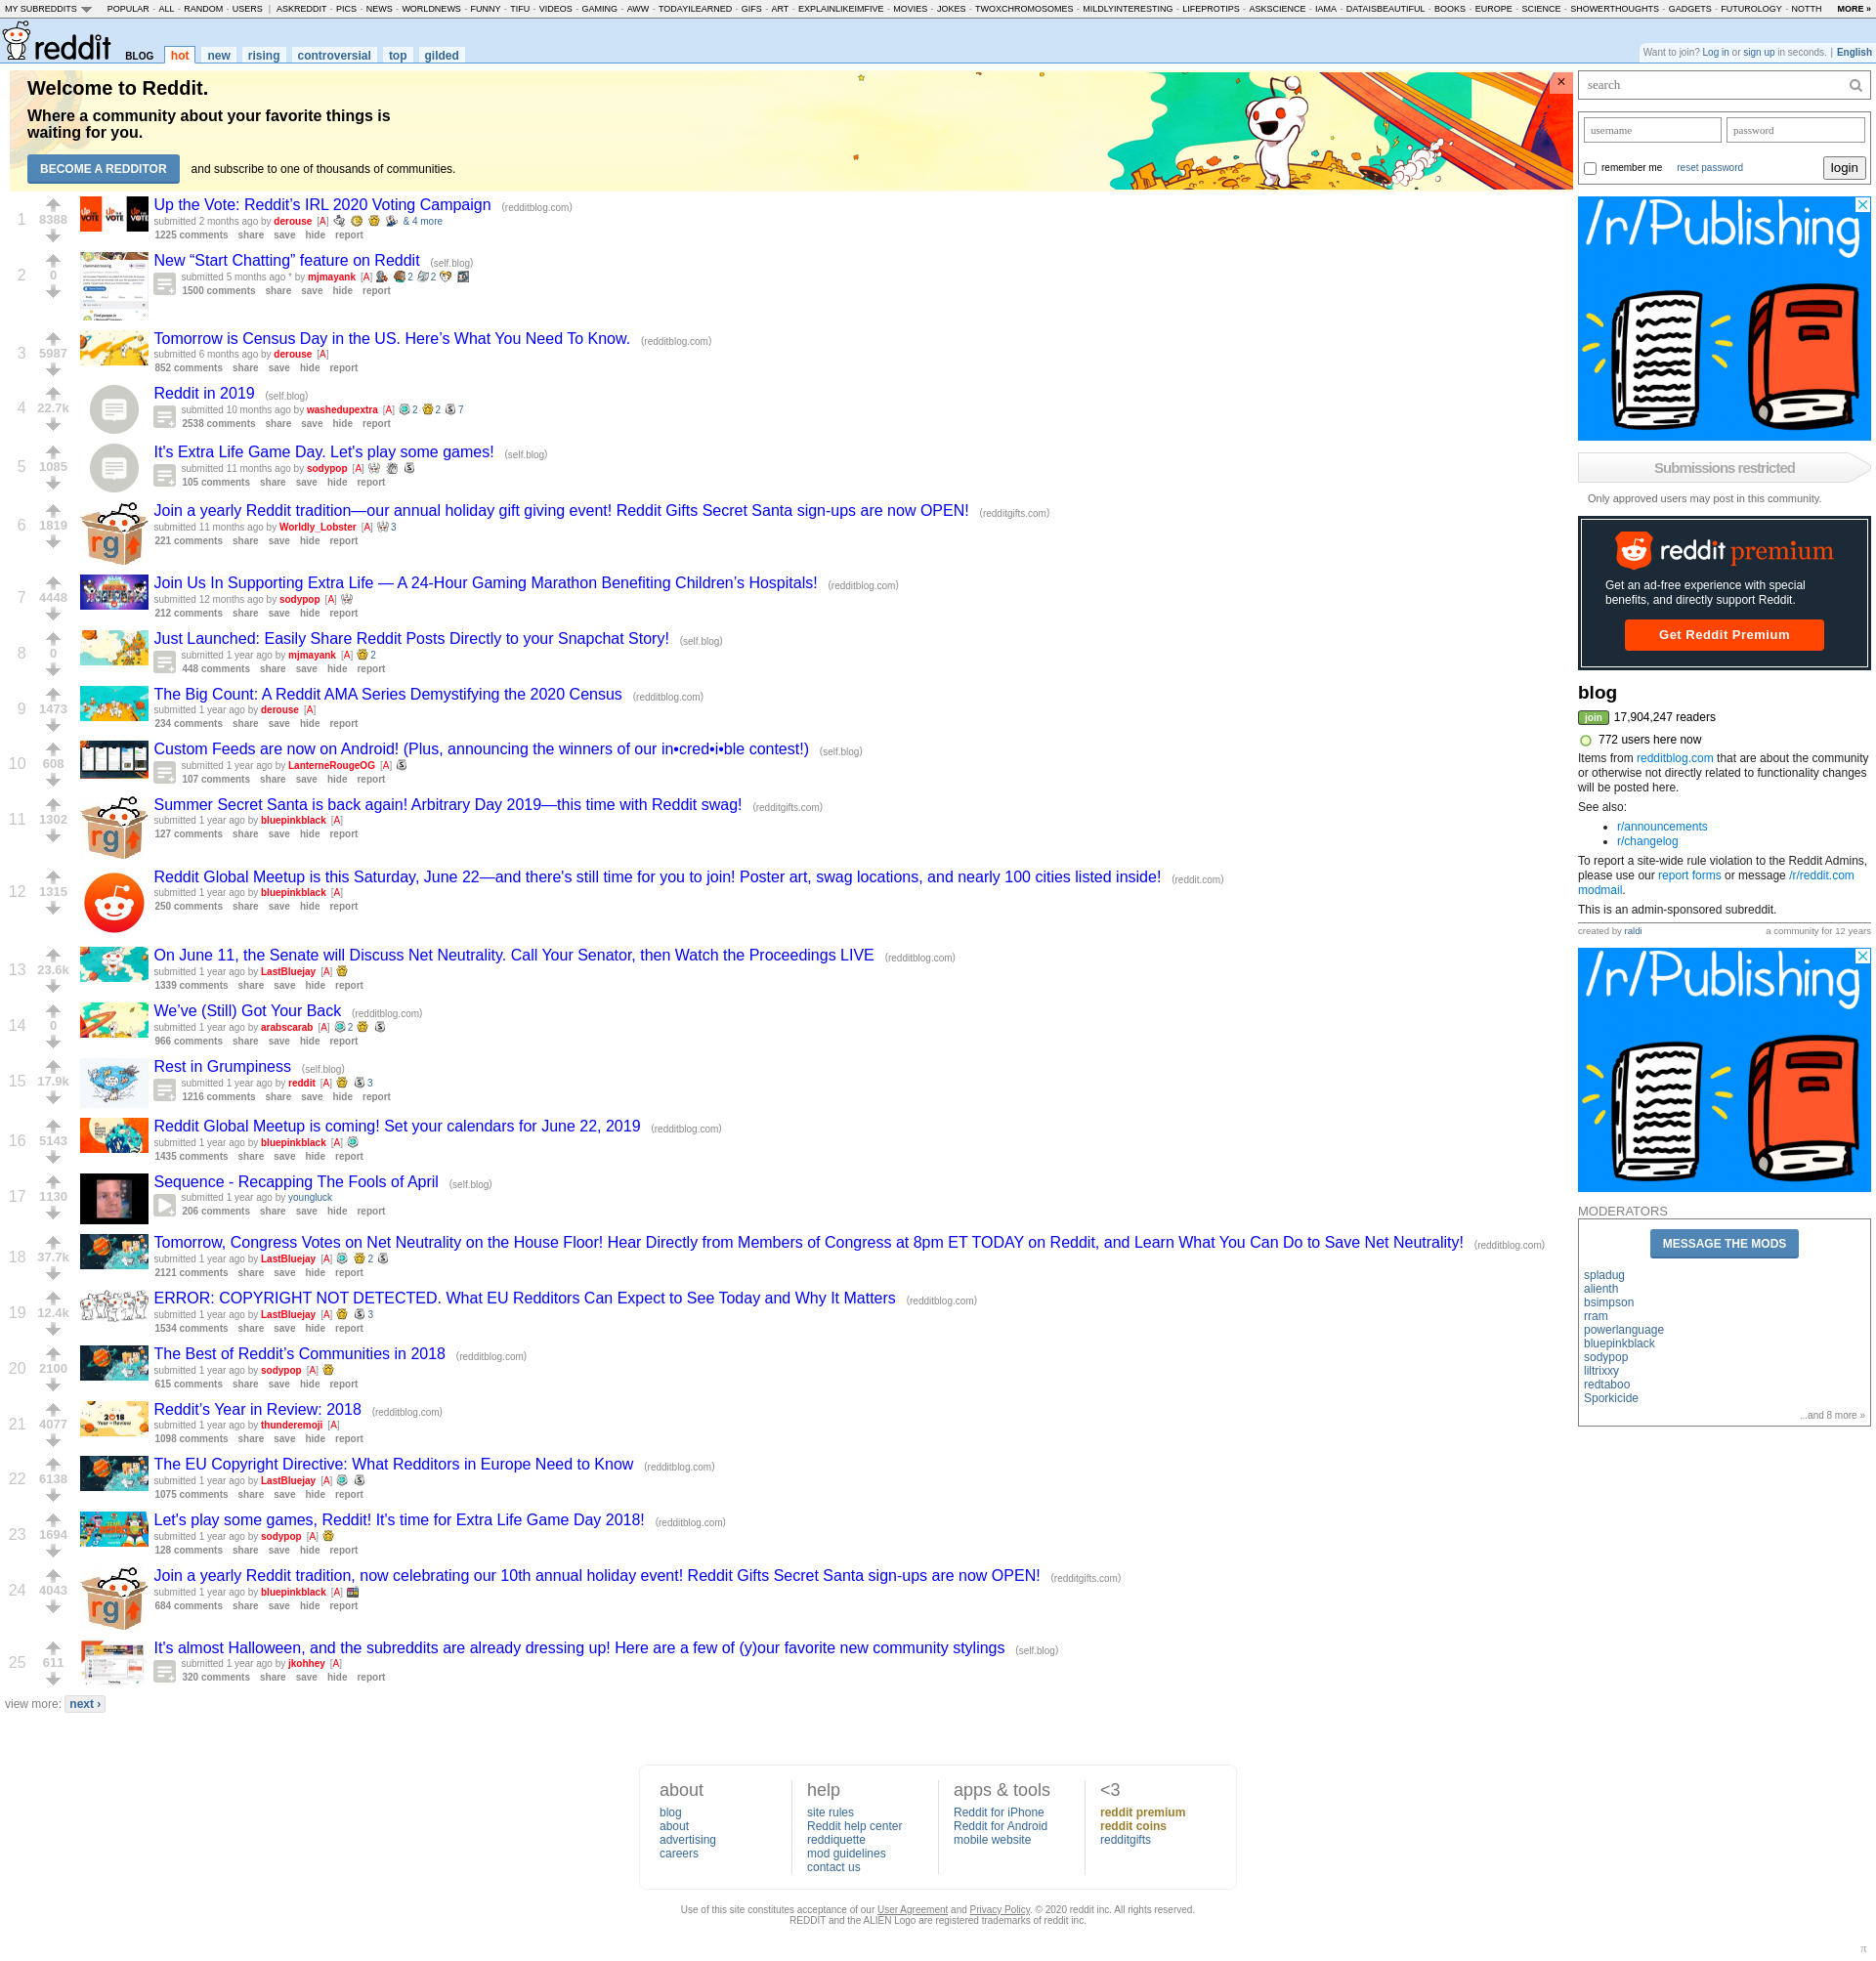 MY SUBREDDITS POPULAR - ALL - RANDOM - USERS | ASKREDDIT - PICS - NEWS - WORLDNEWS - FUNNY - TIFU - VIDEOS - GAMING - AWW - TODAYILEARNED - GIFS - ART - EXPLAINLIKEIMFIVE - MOVIES - JOKES - TWOXCHROMOSOMES - MILDLYINTERESTING - LIFEPROTIPS - ASKSCIENCE - IAMA - DATAISBEAUTIFUL - BOOKS - EUROPE - SCIENCE - SHOWERTHOUGHTS - GADGETS - FUTUROLOGY - NOTTH MORE »
reddit BLOG hot new rising controversial top gilded
Want to join? Log in or sign up in seconds. | English
Welcome to Reddit.
Where a community about your favorite things is
waiting for you.
BECOME A REDDITOR and subscribe to one of thousands of communities.
×
1 8388
UP THE VOTE
Up the Vote: Reddit’s IRL 2020 Voting Campaign (redditblog.com)
submitted 2 months ago by derouse [A] & 4 more
1225 comments share save hide report
2 0
New “Start Chatting” feature on Reddit (self.blog)
submitted 5 months ago * by mjmayank [A] 2 2
1500 comments share save hide report
3 5987
Tomorrow is Census Day in the US. Here’s What You Need To Know. (redditblog.com)
submitted 6 months ago by derouse [A]
852 comments share save hide report
4 22.7k
Reddit in 2019 (self.blog)
submitted 10 months ago by washedupextra [A] 2 2 7
2538 comments share save hide report
5 1085
It's Extra Life Game Day. Let's play some games! (self.blog)
submitted 11 months ago by sodypop [A]
105 comments share save hide report
6 1819
rg
Join a yearly Reddit tradition—our annual holiday gift giving event! Reddit Gifts Secret Santa sign-ups are now OPEN! (redditgifts.com)
submitted 11 months ago by Worldly_Lobster [A] 3
221 comments share save hide report
7 4448
Join Us In Supporting Extra Life — A 24-Hour Gaming Marathon Benefiting Children’s Hospitals! (redditblog.com)
submitted 12 months ago by sodypop [A]
212 comments share save hide report
8 0
Just Launched: Easily Share Reddit Posts Directly to your Snapchat Story! (self.blog)
submitted 1 year ago by mjmayank [A] 2
448 comments share save hide report
9 1473
The Big Count: A Reddit AMA Series Demystifying the 2020 Census (redditblog.com)
submitted 1 year ago by derouse [A]
234 comments share save hide report
10 608
Custom Feeds are now on Android! (Plus, announcing the winners of our in•cred•i•ble contest!) (self.blog)
submitted 1 year ago by LanterneRougeOG [A]
107 comments share save hide report
11 1302
rg
Summer Secret Santa is back again! Arbitrary Day 2019—this time with Reddit swag! (redditgifts.com)
submitted 1 year ago by bluepinkblack [A]
127 comments share save hide report
12 1315
Reddit Global Meetup is this Saturday, June 22—and there's still time for you to join! Poster art, swag locations, and nearly 100 cities listed inside! (reddit.com)
submitted 1 year ago by bluepinkblack [A]
250 comments share save hide report
13 23.6k
On June 11, the Senate will Discuss Net Neutrality. Call Your Senator, then Watch the Proceedings LIVE (redditblog.com)
submitted 1 year ago by LastBluejay [A]
1339 comments share save hide report
14 0
We’ve (Still) Got Your Back (redditblog.com)
submitted 1 year ago by arabscarab [A] 2
966 comments share save hide report
15 17.9k
Rest in Grumpiness (self.blog)
submitted 1 year ago by reddit [A] 3
1216 comments share save hide report
16 5143
Reddit Global Meetup is coming! Set your calendars for June 22, 2019 (redditblog.com)
submitted 1 year ago by bluepinkblack [A]
1435 comments share save hide report
17 1130
Sequence - Recapping The Fools of April (self.blog)
submitted 1 year ago by youngluck
206 comments share save hide report
18 37.7k
Tomorrow, Congress Votes on Net Neutrality on the House Floor! Hear Directly from Members of Congress at 8pm ET TODAY on Reddit, and Learn What You Can Do to Save Net Neutrality! (redditblog.com)
submitted 1 year ago by LastBluejay [A] 2
2121 comments share save hide report
19 12.4k
ERROR: COPYRIGHT NOT DETECTED. What EU Redditors Can Expect to See Today and Why It Matters (redditblog.com)
submitted 1 year ago by LastBluejay [A] 3
1534 comments share save hide report
20 2100
The Best of Reddit’s Communities in 2018 (redditblog.com)
submitted 1 year ago by sodypop [A]
615 comments share save hide report
21 4077
2018
Year in Review
Reddit’s Year in Review: 2018 (redditblog.com)
submitted 1 year ago by thunderemoji [A]
1098 comments share save hide report
22 6138
The EU Copyright Directive: What Redditors in Europe Need to Know (redditblog.com)
submitted 1 year ago by LastBluejay [A]
1075 comments share save hide report
23 1694
Let's play some games, Reddit! It's time for Extra Life Game Day 2018! (redditblog.com)
submitted 1 year ago by sodypop [A]
128 comments share save hide report
24 4043
rg
Join a yearly Reddit tradition, now celebrating our 10th annual holiday event! Reddit Gifts Secret Santa sign-ups are now OPEN! (redditgifts.com)
submitted 1 year ago by bluepinkblack [A]
684 comments share save hide report
25 611
It's almost Halloween, and the subreddits are already dressing up! Here are a few of (y)our favorite new community stylings (self.blog)
submitted 1 year ago by jkohhey [A]
320 comments share save hide report
view more: next ›
search
username password
remember me reset password login
/r/Publishing
Submissions restricted
Only approved users may post in this community.
reddit premium
Get an ad-free experience with special
benefits, and directly support Reddit.
Get Reddit Premium
blog
join 17,904,247 readers
772 users here now
Items from redditblog.com that are about the community
or otherwise not directly related to functionality changes
will be posted here.
See also:
• r/announcements
• r/changelog
To report a site-wide rule violation to the Reddit Admins,
please use our report forms or message /r/reddit.com
modmail.
This is an admin-sponsored subreddit.
created by raldi a community for 12 years
/r/Publishing
MODERATORS
MESSAGE THE MODS
spladug
alienth
bsimpson
rram
powerlanguage
bluepinkblack
sodypop
liltrixxy
redtaboo
Sporkicide
...and 8 more »
about
blog
about
advertising
careers
help
site rules
Reddit help center
reddiquette
mod guidelines
contact us
apps & tools
Reddit for iPhone
Reddit for Android
mobile website
<3
reddit premium
reddit coins
redditgifts
Use of this site constitutes acceptance of our User Agreement and Privacy Policy. © 2020 reddit inc. All rights reserved.
REDDIT and the ALIEN Logo are registered trademarks of reddit inc.
π